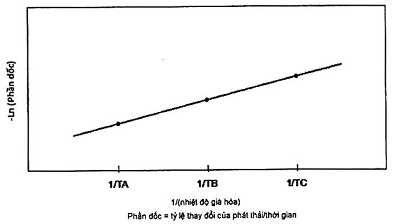 -Ln (Phần dốc)
1/TA 1/TB 1/TC
1/(nhiệt độ già hóa)
Phần dốc = tỷ lệ thay đổi của phát thải/thời gian